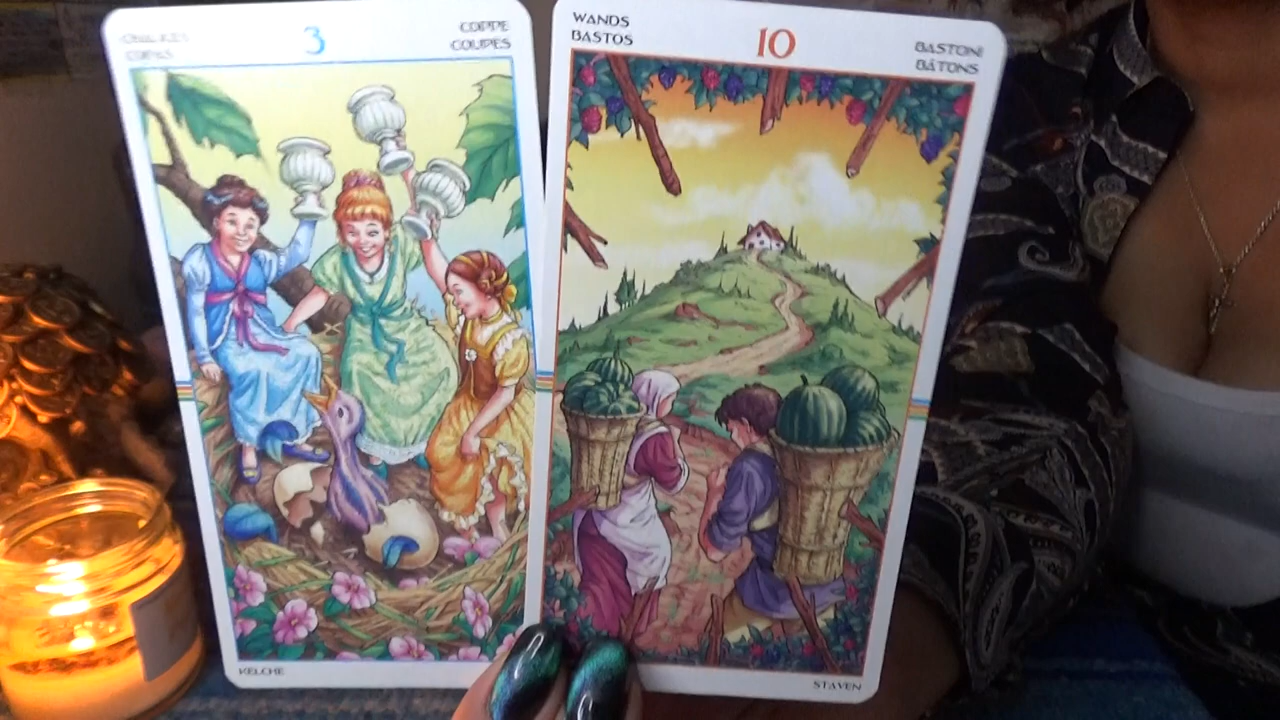 3
COPPE
COUPES
KELCHE
WANDS
BASTOS
10
BASTONI
BÂTONS
STAVEN